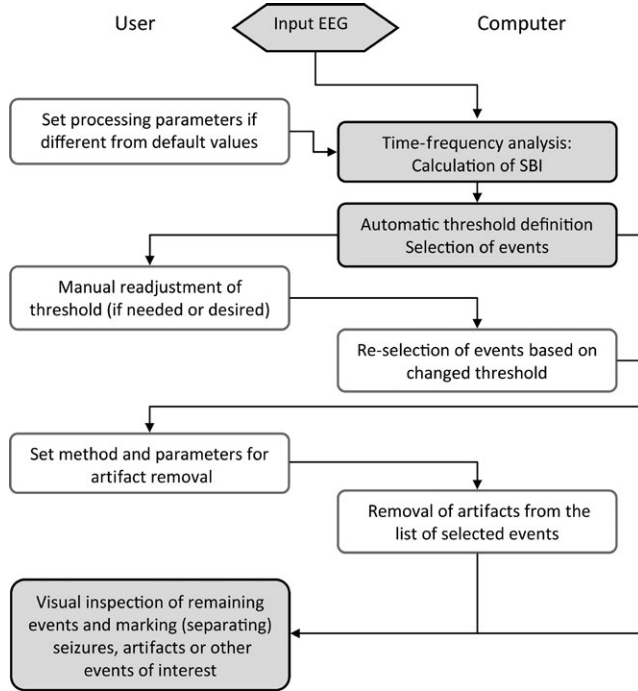 User
Input EEG
Computer
Set processing parameters if
different from default values
Time-frequency analysis:
Calculation of SBI
Automatic threshold definition
Selection of events
Manual readjustment of
threshold (if needed or desired)
Re-selection of events based on
changed threshold
Set method and parameters for
artifact removal
Removal of artifacts from the
list of selected events
Visual inspection of remaining
events and marking (separating)
seizures, artifacts or other
events of interest